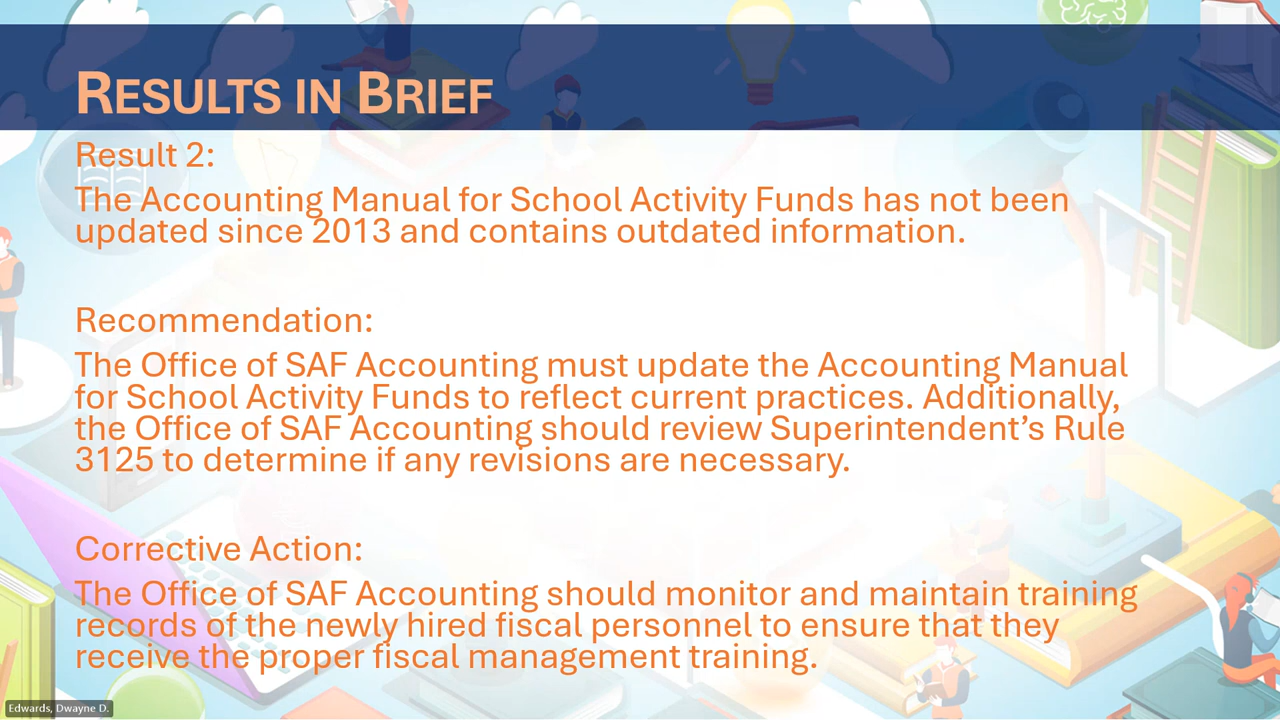 RESULTS IN BRIEF
Result 2:
The Accounting Manual for School Activity Funds has not been
updated since 2013 and contains outdated information.
Recommendation:
The Office of SAF Accounting must update the Accounting Manual
for School Activity Funds to reflect current practices. Additionally,
the Office of SAF Accounting should review Superintendent’s Rule
3125 to determine if any revisions are necessary.
Corrective Action:
The Office of SAF Accounting should monitor and maintain training
records of the newly hired fiscal personnel to ensure that they
receive the proper fiscal management training.
Edwards, Dwayne D.